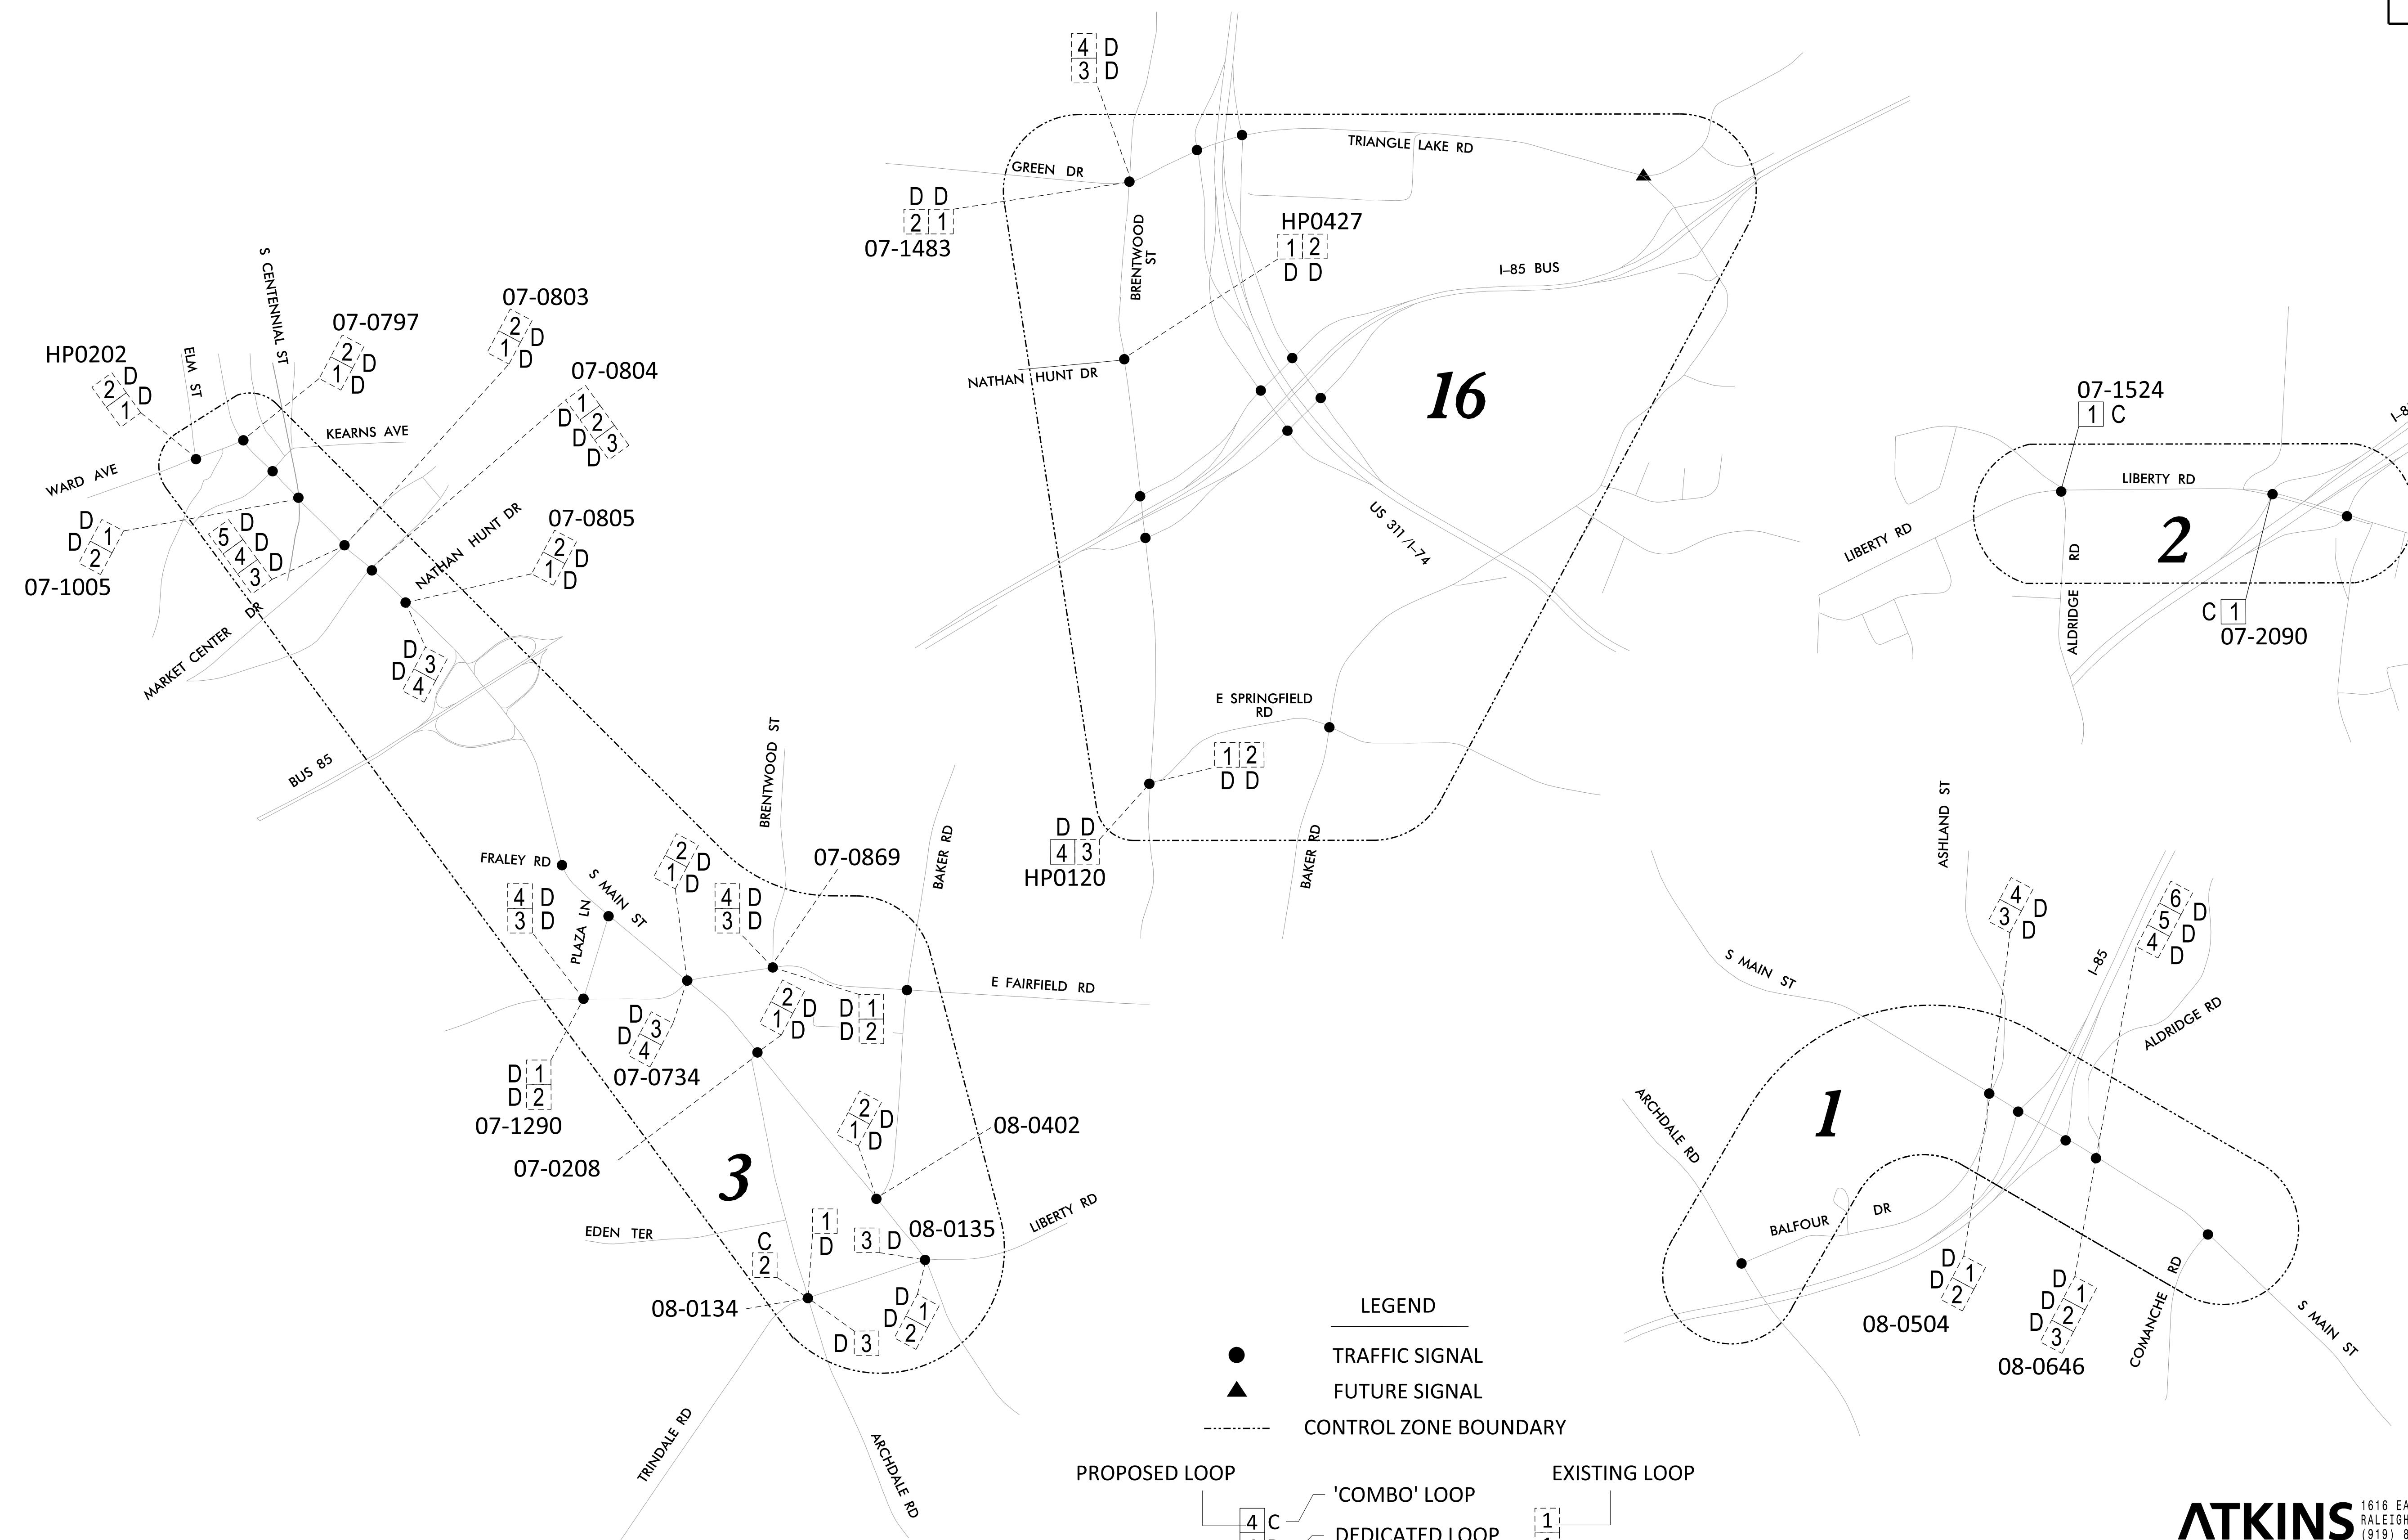 4 D
3 D
GREEN DR
TRIANGLE LAKE RD
D D
2 1
07-1483
BRENTWOOD
ST
HP0427
1 2
D D
I-85 BUS
NATHAN HUNT DR
16
US 311 /I-74
E SPRINGFIELD
RD
1 2
D D
D D
4 3
HP0120
BAKER RD
S CENTENNIAL ST
ELM ST
HP0202
2 D
1 D
07-0797
2 D
1 D
07-0803
2 D
1 D
07-0804
D 1
D 2
D 3
KEARNS AVE
WARD AVE
D 1
D 2
07-1005
5 D
4 D
3 D
NATHAN HUNT DR
07-0805
2 D
1 D
MARKET CENTER DR
D 3
D 4
BUS 85
BRENTWOOD ST
FRALEY RD
S MAIN ST
PLAZA LN
2 D
1 D
07-0869
BAKER RD
4 D
3 D
4 D
3 D
E FAIRFIELD RD
D 3
D 4
07-0734
2 D
1 D
D 1
D 2
D 1
D 2
07-1290
07-0208
2 D
1 D
08-0402
3
EDEN TER
1
D
C
2
3 D
08-0135
LIBERTY RD
08-0134
D 3
D 1
D 2
TRINDALE RD
ARCHDALE RD
07-1524
1 C
I-8
LIBERTY RD
LIBERTY RD
2
ALDRIDGE RD
C 1
07-2090
ASHLAND ST
4 D
3 D
6 D
5 D
4 D
S MAIN ST
I-85
ALDRIDGE RD
ARCHDALE RD
1
BALFOUR DR
D 1
D 2
08-0504
D 1
D 2
D 3
08-0646
COMANCHE RD
S MAIN ST
LEGEND
TRAFFIC SIGNAL
FUTURE SIGNAL
CONTROL ZONE BOUNDARY
PROPOSED LOOP
EXISTING LOOP
4 C
'COMBO' LOOP
1
DEDICATED LOOP
ATKINS
1616 EA
RALEIGH
(919)